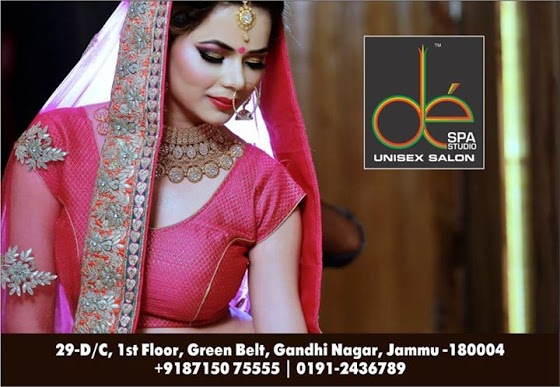 TM
dé
SPA
STUDIO
UNISEX SALON
29-D/C, 1st Floor, Green Belt, Gandhi Nagar, Jammu -180004
+9187150 75555 | 0191-2436789